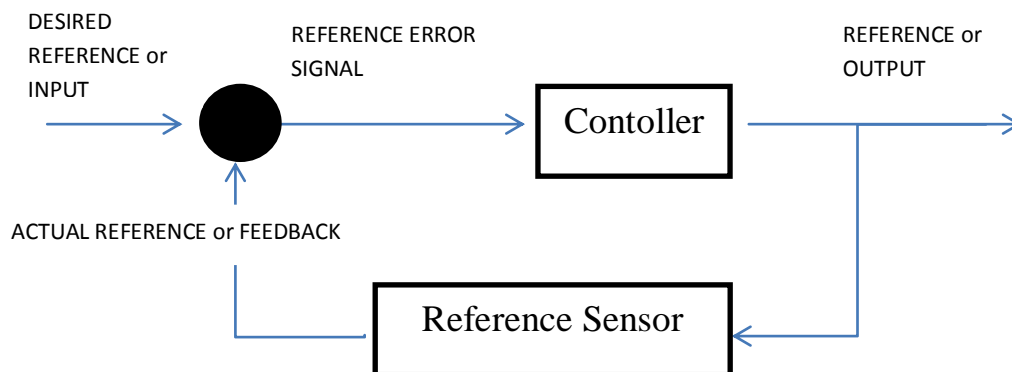 DESIRED
REFERENCE or
INPUT
REFERENCE ERROR
SIGNAL
REFERENCE or
OUTPUT
Contoller
ACTUAL REFERENCE or FEEDBACK
Reference Sensor